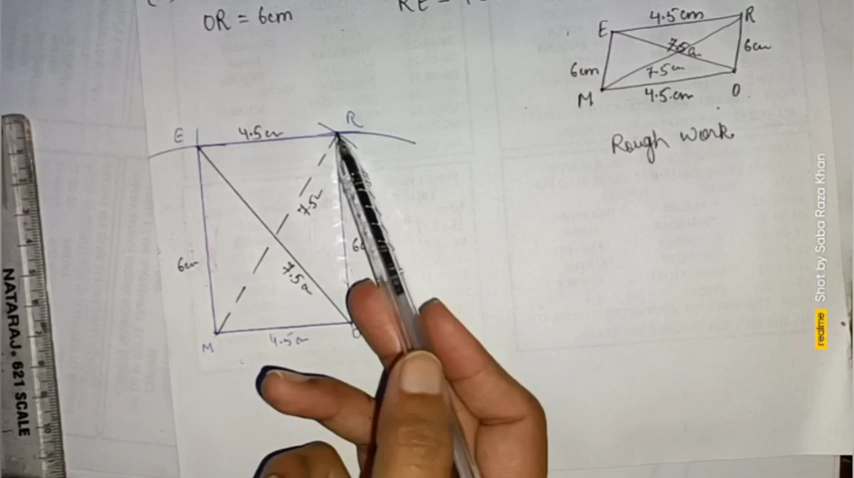 OR = 6cm
RE =
4.5cm
E
R
7.5cm
6cm
6cm
7.5cm
M
4.5cm
O
Rough work
E
4.5cm
R
7.5cm
6cm
7.5cm
M
4.5cm
NATARAJ. 621 SCALE
realme
Shot by Saba Raza Khan